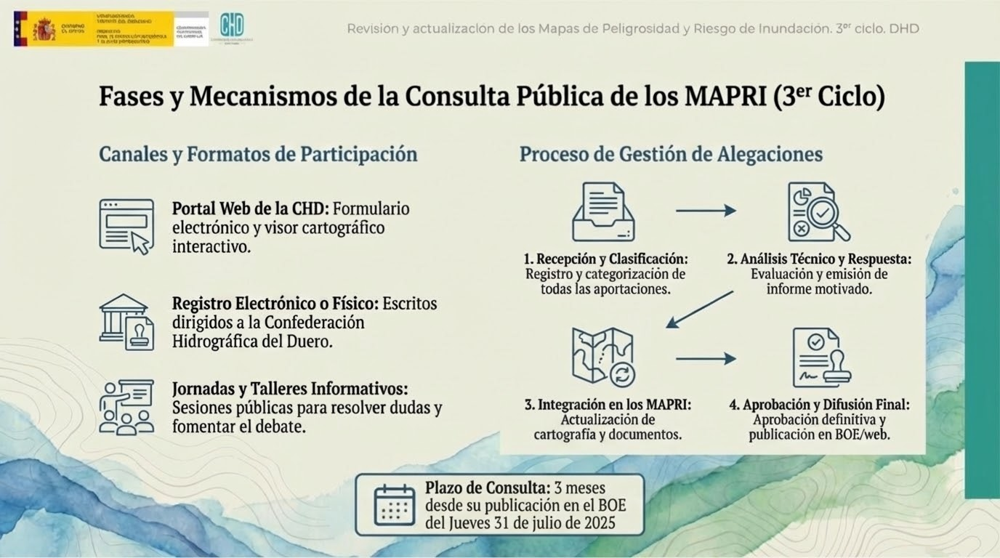 CHD
Revisión y actualización de los Mapas de Peligrosidad y Riesgo de Inundación. 3er ciclo. DHD
Fases y Mecanismos de la Consulta Pública de los MAPRI (3er Ciclo)
Canales y Formatos de Participación
Portal Web de la CHD: Formulario
electrónico y visor cartográfico
interactivo.
Registro Electrónico o Físico: Escritos
dirigidos a la Confederación
Hidrográfica del Duero.
Jornadas y Talleres Informativos:
Sesiones públicas para resolver dudas y
fomentar el debate.
Proceso de Gestión de Alegaciones
1. Recepción y Clasificación:
Registro y categorización de
todas las aportaciones.
2. Análisis Técnico y Respuesta:
Evaluación y emisión de
informe motivado.
3. Integración en los MAPRI:
Actualización de
cartografía y documentos.
4. Aprobación y Difusión Final:
Aprobación definitiva y
publicación en BOE/web.
Plazo de Consulta: 3 meses
desde su publicación en el BOE
del Jueves 31 de julio de 2025